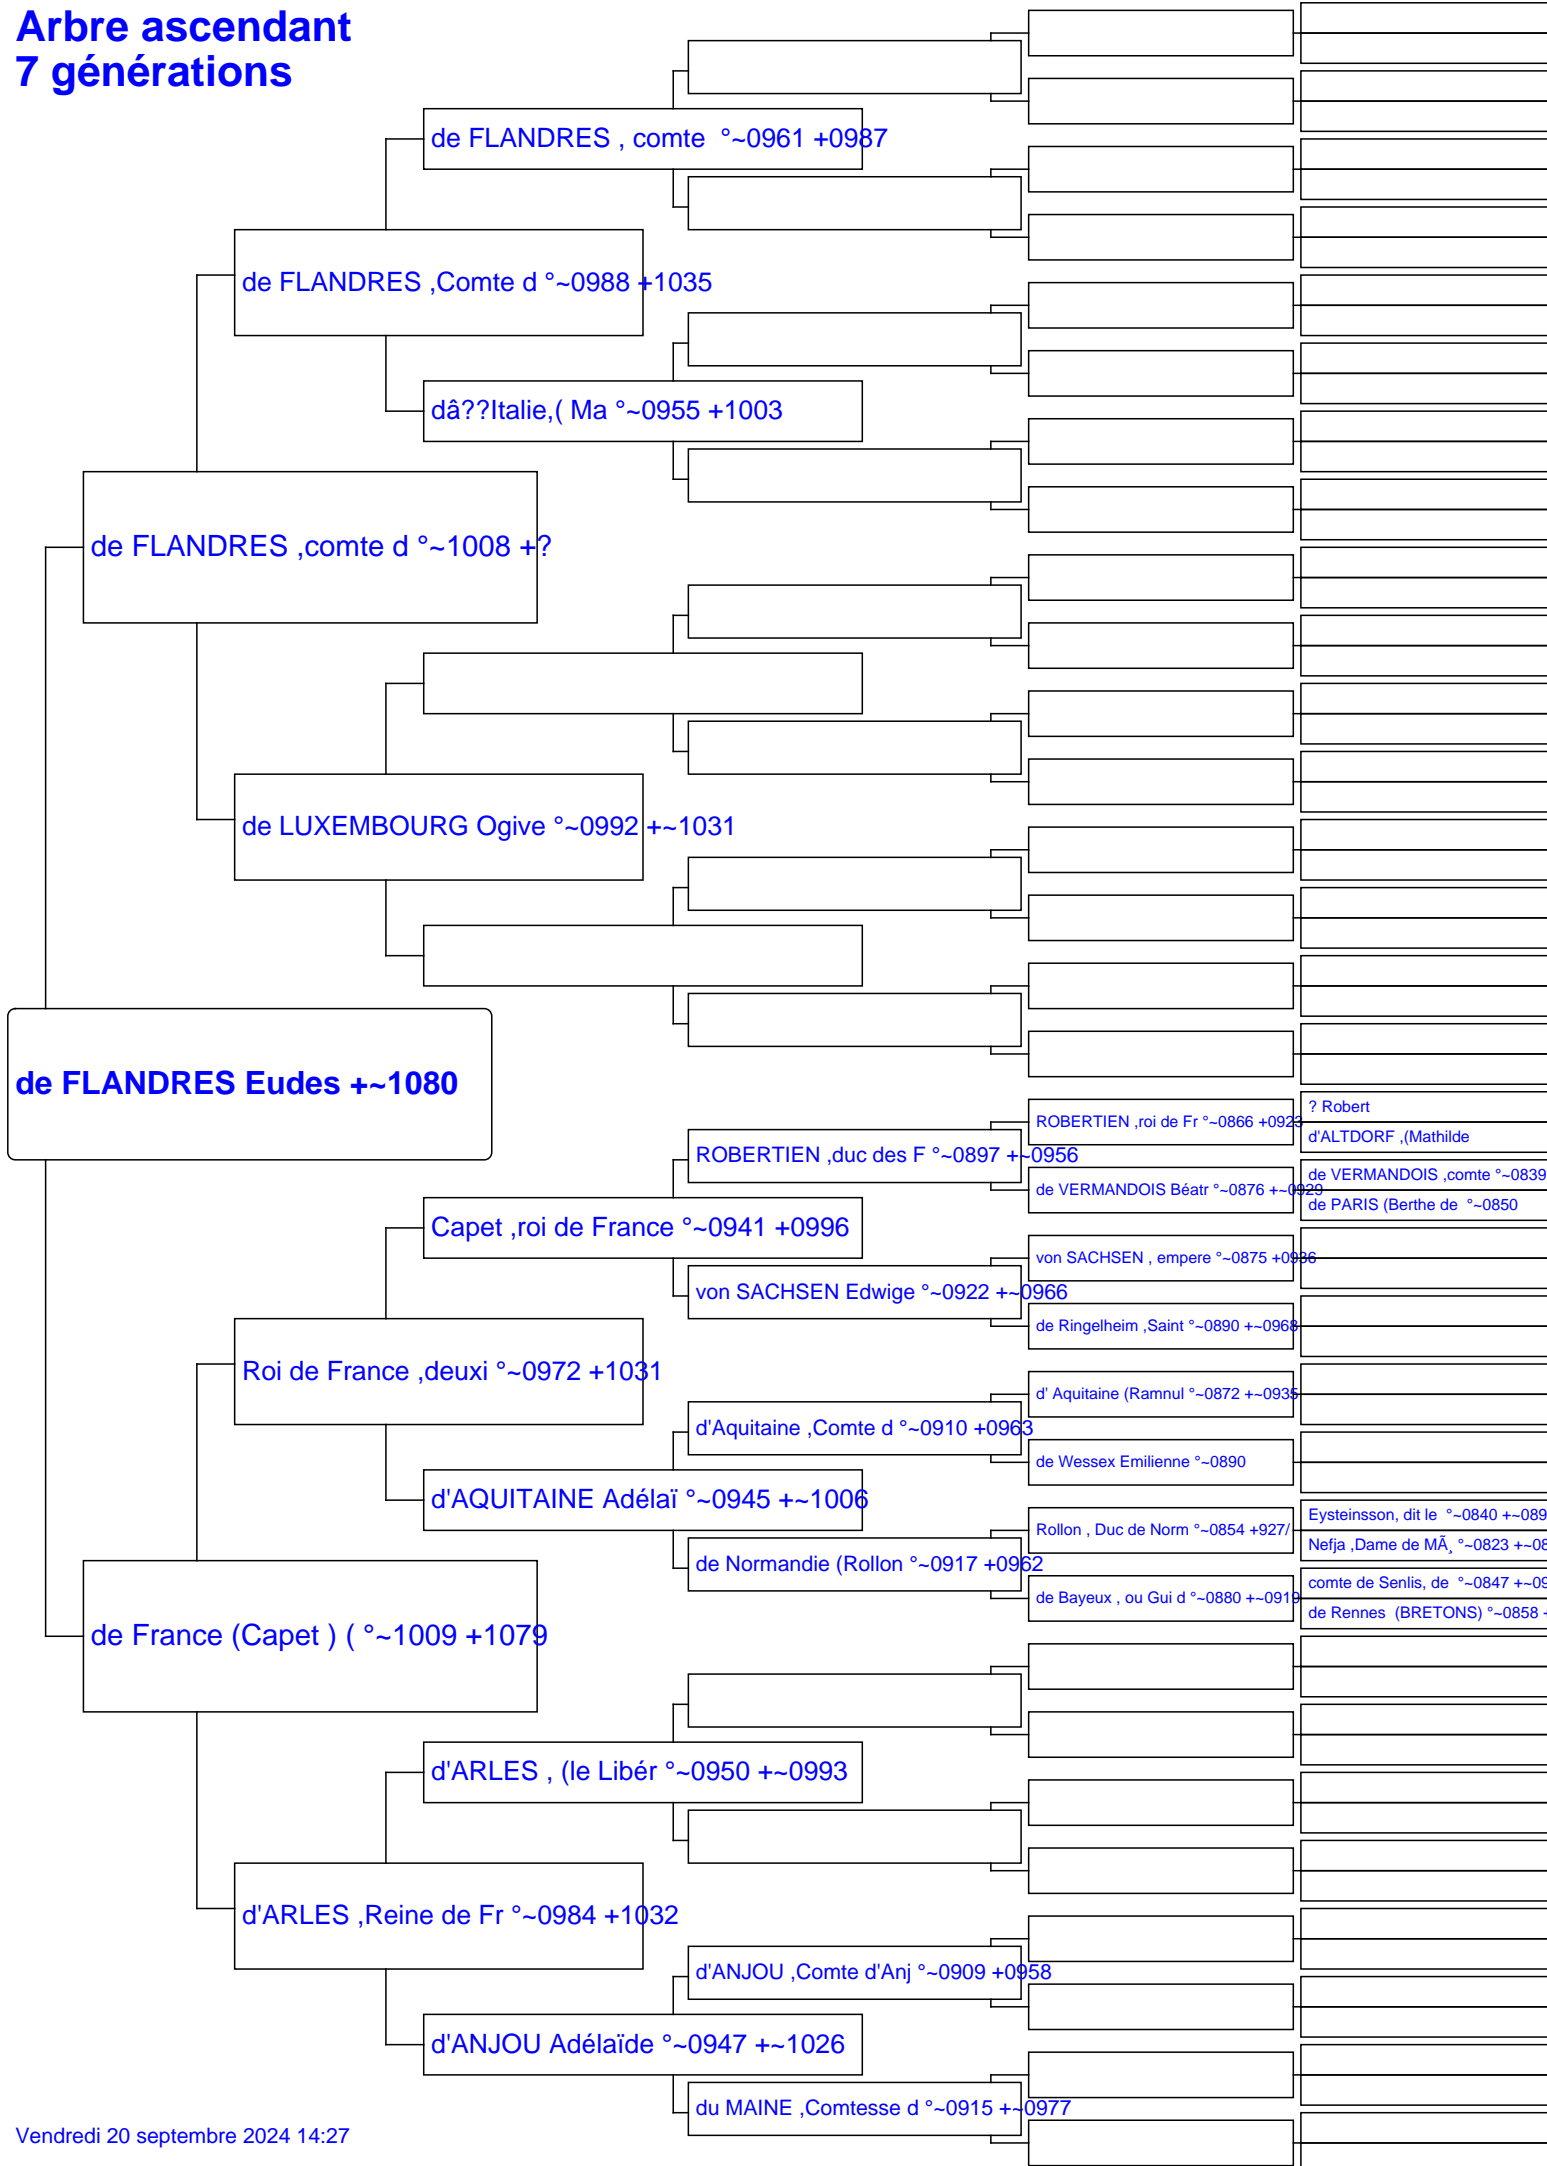 Arbre ascendant
7 générations
de FLANDRES , comte  °~0961 +0987
de FLANDRES ,Comte d °~0988 +1035
dâ??Italie,( Ma °~0955 +1003
de FLANDRES ,comte d °~1008 +?
de LUXEMBOURG Ogive °~0992 +~1031
de FLANDRES Eudes +~1080
ROBERTIEN ,roi de Fr °~0866 +0923
? Robert
d'ALTDORF ,(Mathilde
ROBERTIEN ,duc des F °~0897 +~0956
de VERMANDOIS Béatr °~0876 +~0929
de VERMANDOIS ,comte °~0839
de PARIS (Berthe de  °~0850
Capet ,roi de France °~0941 +0996
von SACHSEN , empere °~0875 +0936
von SACHSEN Edwige °~0922 +~0966
de Ringelheim ,Saint °~0890 +~0968
Roi de France ,deuxi °~0972 +1031
d' Aquitaine (Ramnul °~0872 +~0935
d'Aquitaine ,Comte d °~0910 +0963
de Wessex Emilienne °~0890
d'AQUITAINE Adélaï °~0945 +~1006
Rollon , Duc de Norm °~0854 +927/
Eysteinsson, dit le  °~0840 +~089
Nefja ,Dame de MÃ¸ °~0823 +~08
de Normandie (Rollon °~0917 +0962
de Bayeux , ou Gui d °~0880 +~0919
comte de Senlis, de  °~0847 +~09
de Rennes  (BRETONS) °~0858 +
de France (Capet ) ( °~1009 +1079
d'ARLES , (le Libér °~0950 +~0993
d'ARLES ,Reine de Fr °~0984 +1032
d'ANJOU ,Comte d'Anj °~0909 +0958
d'ANJOU Adélaïde °~0947 +~1026
du MAINE ,Comtesse d °~0915 +~0977
Vendredi 20 septembre 2024 14:27